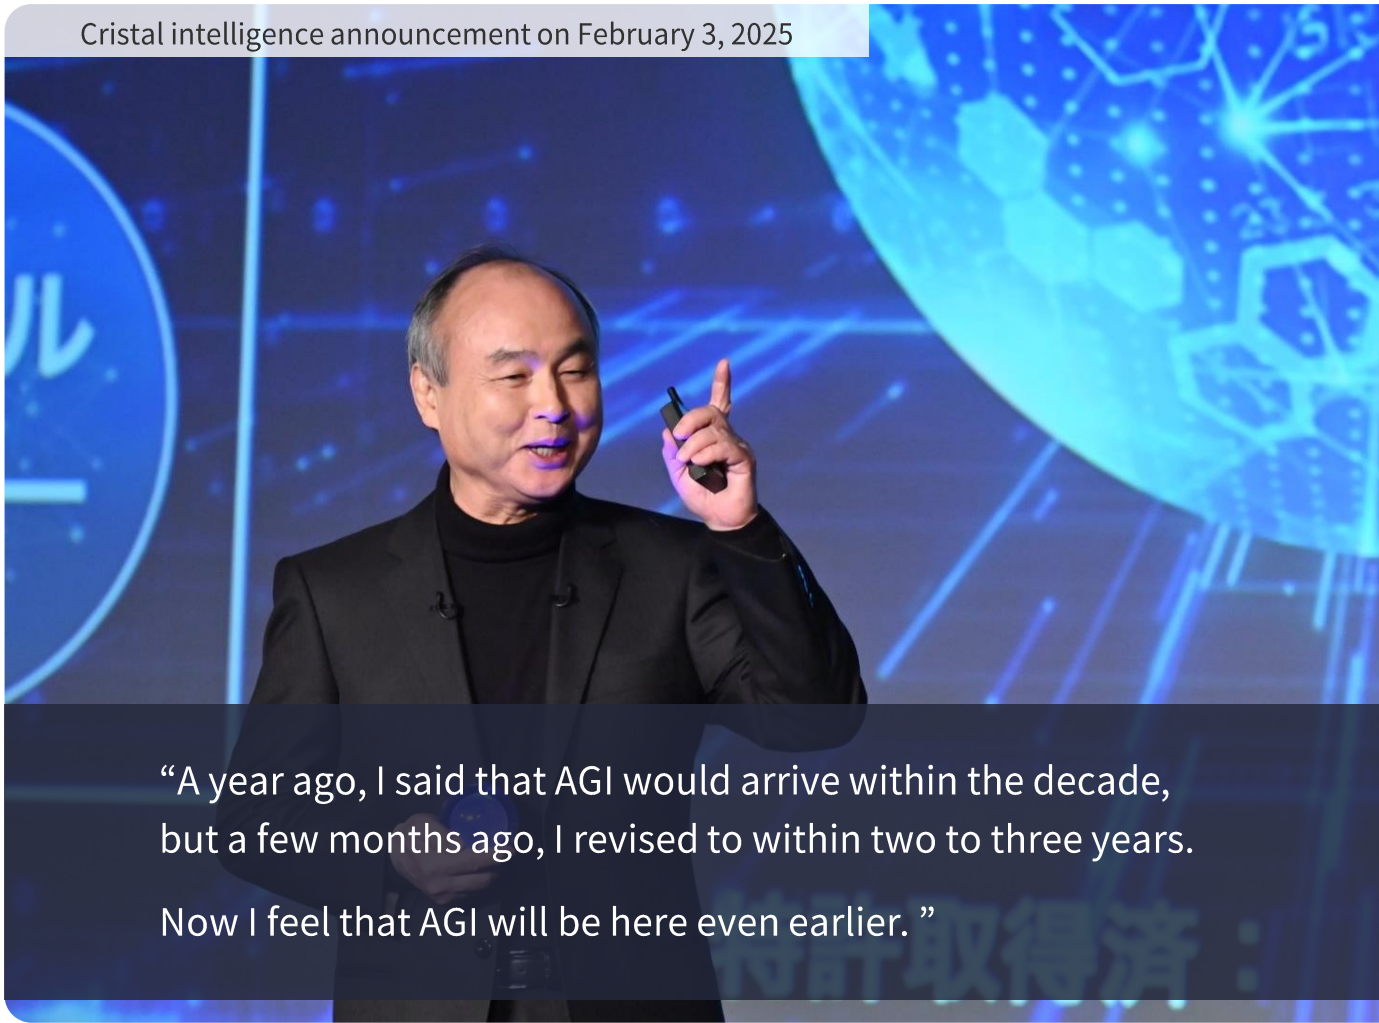 Cristal intelligence announcement on February 3, 2025
ル
ー
“A year ago, I said that AGI would arrive within the decade,
but a few months ago, I revised to within two to three years.
Now I feel that AGI will be here even earlier. ”
特許取得済：